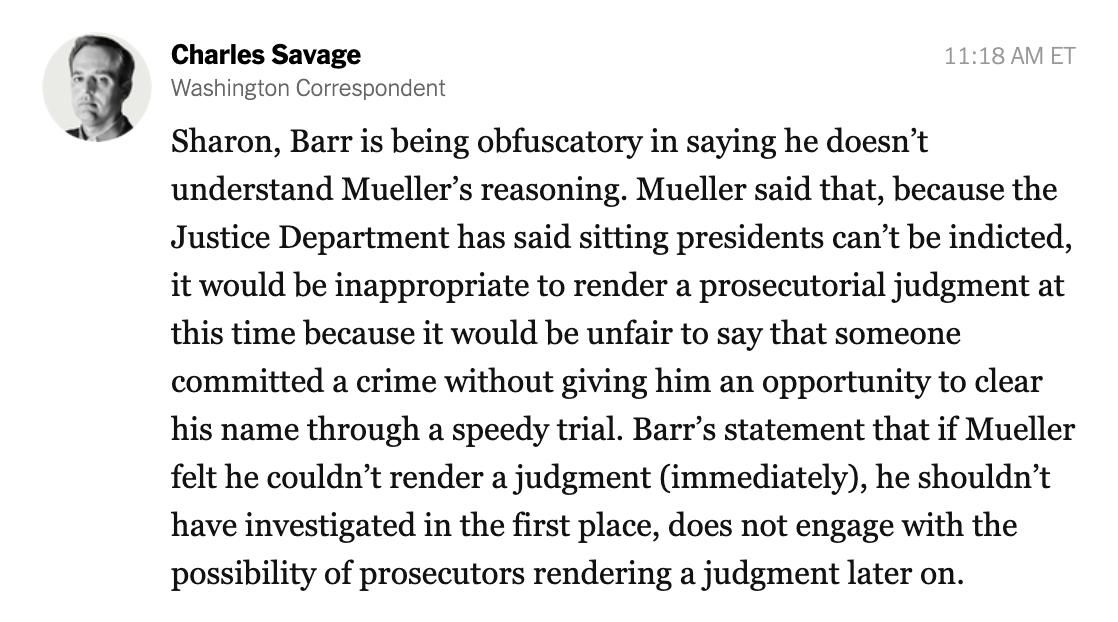 Charles Savage
11:18 AM ET
Washington Correspondent
Sharon, Barr is being obfuscatory in saying he doesn’t
understand Mueller’s reasoning. Mueller said that, because the
Justice Department has said sitting presidents can’t be indicted,
it would be inappropriate to render a prosecutorial judgment at
this time because it would be unfair to say that someone
committed a crime without giving him an opportunity to clear
his name through a speedy trial. Barr’s statement that if Mueller
felt he couldn’t render a judgment (immediately), he shouldn’t
have investigated in the first place, does not engage with the
possibility of prosecutors rendering a judgment later on.